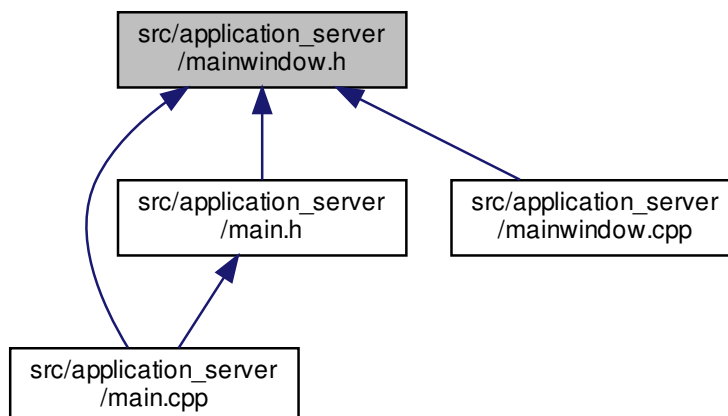 src/application_server
/mainwindow.h
src/application_server
/main.h
src/application_server
/mainwindow.cpp
src/application_server
/main.cpp